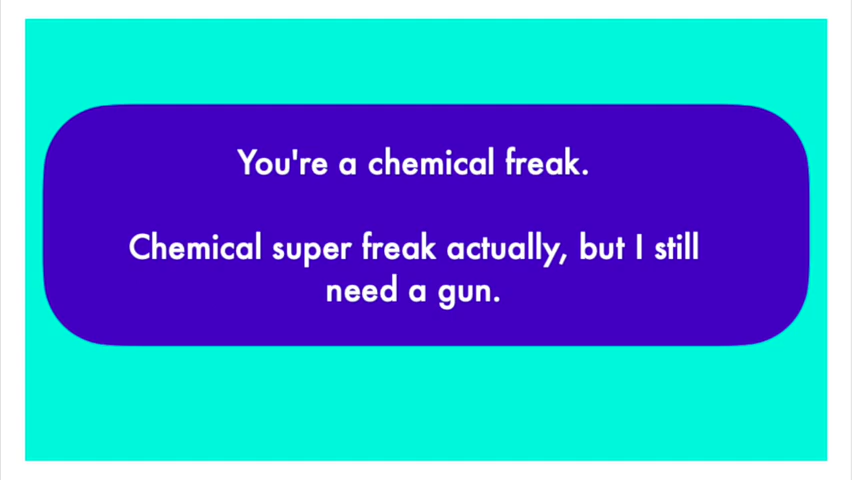 You're a chemical freak.
Chemical super freak actually, but I still
need a gun.